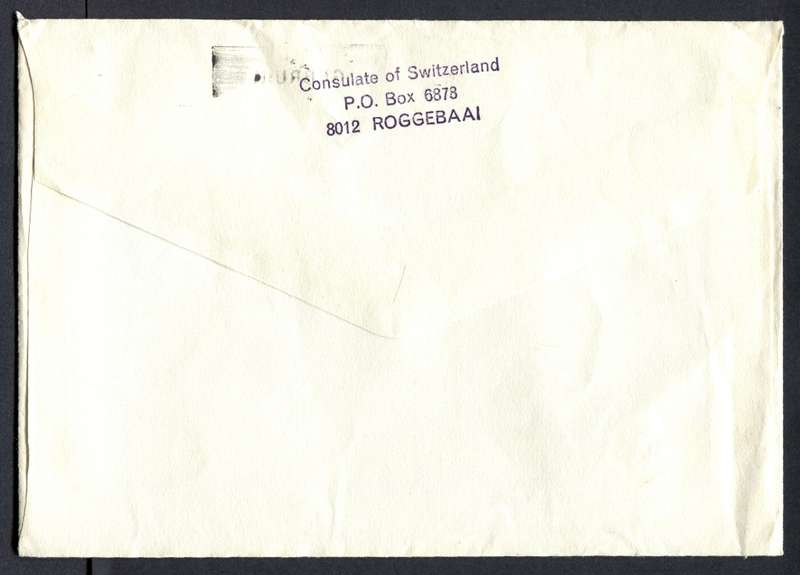 Consulate of Switzerland
P.O. Box 6878
8012 ROGGEBAAI